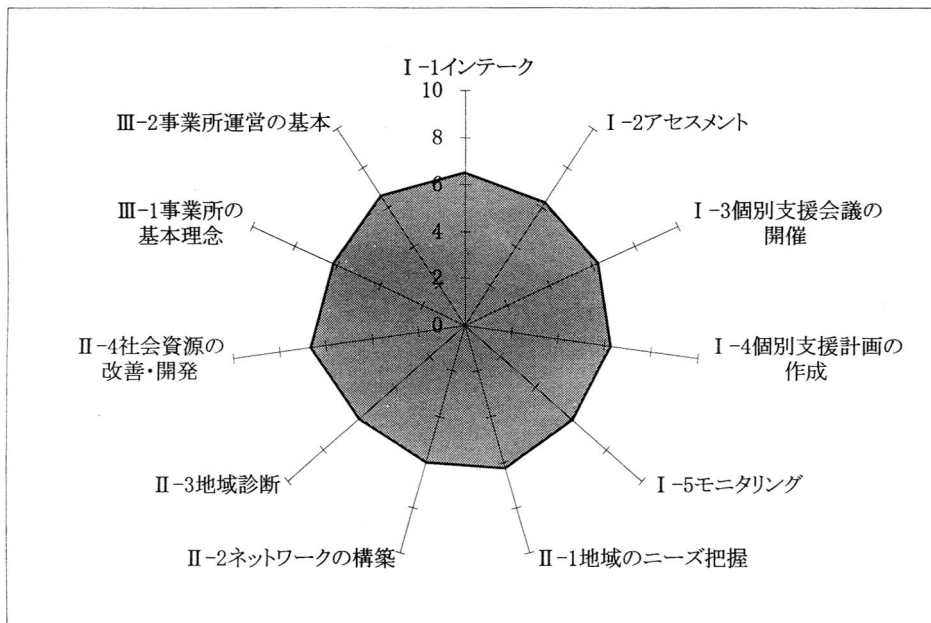 Ⅰ-1インテーク
10
8
6
4
2
0
Ⅰ-2アセスメント
Ⅰ-3個別支援会議の
開催
Ⅰ-4個別支援計画の
作成
Ⅰ-5モニタリング
Ⅱ-1地域のニーズ把握
Ⅱ-2ネットワークの構築
Ⅱ-3地域診断
Ⅱ-4社会資源の
改善・開発
Ⅲ-1事業所の
基本理念
Ⅲ-2事業所運営の基本